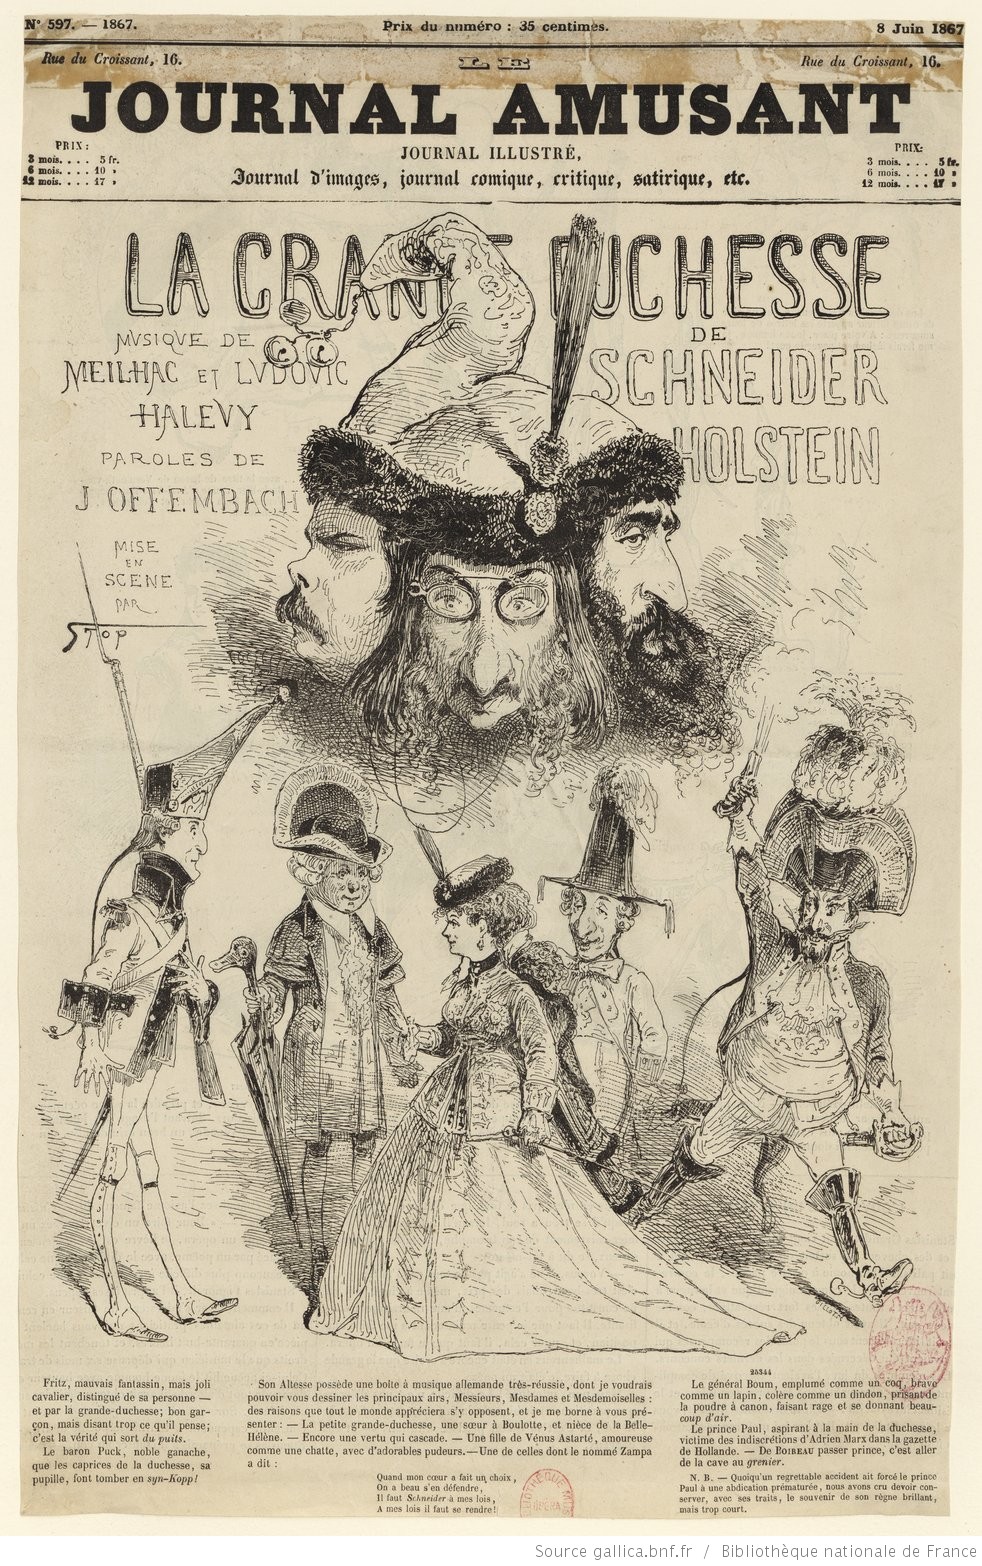 N° 597. — 1867.
Prix du numéro : 35 centimes.
8 Juin 1867
Rue du Croissant, 16.
LE
Rue du Croissant, 16.
JOURNAL AMUSANT
PRIX :
3 mois. . . . 5 fr.
6 mois. . . . 10 »
12 mois. . . . 17 »
JOURNAL ILLUSTRÉ,
Journal d'images, journal comique, critique, satirique, etc.
PRIX:
3 mois. . . . 5 fr.
6 mois. . . . 10 »
12 mois. . . . 17 »
LA GRANDE DUCHESSE
DE
SCHNEIDER
HOLSTEIN
MVSIQVE DE
MEILHAC ET LVDOVIC
HALEVY
PAROLES DE
J. OFFEMBACH
MISE
EN
SCENE
PAR
STOP
Fritz, mauvais fantassin, mais joli
cavalier, distingué de sa personne —
et par la grande-duchesse; bon gar-
çon, mais disant trop ce qu'il pense;
c'est la vérité qui sort du puits.
Le baron Puck, noble ganache,
que les caprices de la duchesse, sa
pupille, font tomber en syn-Kopp!
Son Altesse possède une boîte à musique allemande très-réussie, dont je voudrais
pouvoir vous dessiner les principaux airs, Messieurs, Mesdames et Mesdemoiselles :
des raisons que tout le monde appréciera s'y opposent, et je me borne à vous pré-
senter : — La petite grande-duchesse, une sœur à Boulotte, et nièce de la Belle-
Hélène. — Encore une vertu qui cascade. — Une fille de Vénus Astarté, amoureuse
comme une chatte, avec d'adorables pudeurs. — Une de celles dont le nommé Zampa
a dit :
Quand mon cœur a fait un choix,
On a beau s'en défendre,
Il faut Schneider à mes lois,
A mes lois il faut se rendre!
25344
Le général Boum, emplumé comme un coq, brave
comme un lapin, colère comme un dindon, prisant de
la poudre à canon, faisant rage et se donnant beau-
coup d'air.
Le prince Paul, aspirant à la main de la duchesse,
victime des indiscrétions d'Adrien Marx dans la gazette
de Hollande. — De BOIREAU passer prince, c'est aller
de la cave au grenier.
N. B. — Quoiqu'un regrettable accident ait forcé le prince
Paul à une abdication prématurée, nous avons cru devoir con-
server, avec ses traits, le souvenir de son règne brillant,
mais trop court.
Source gallica.bnf.fr / Bibliothèque nationale de France